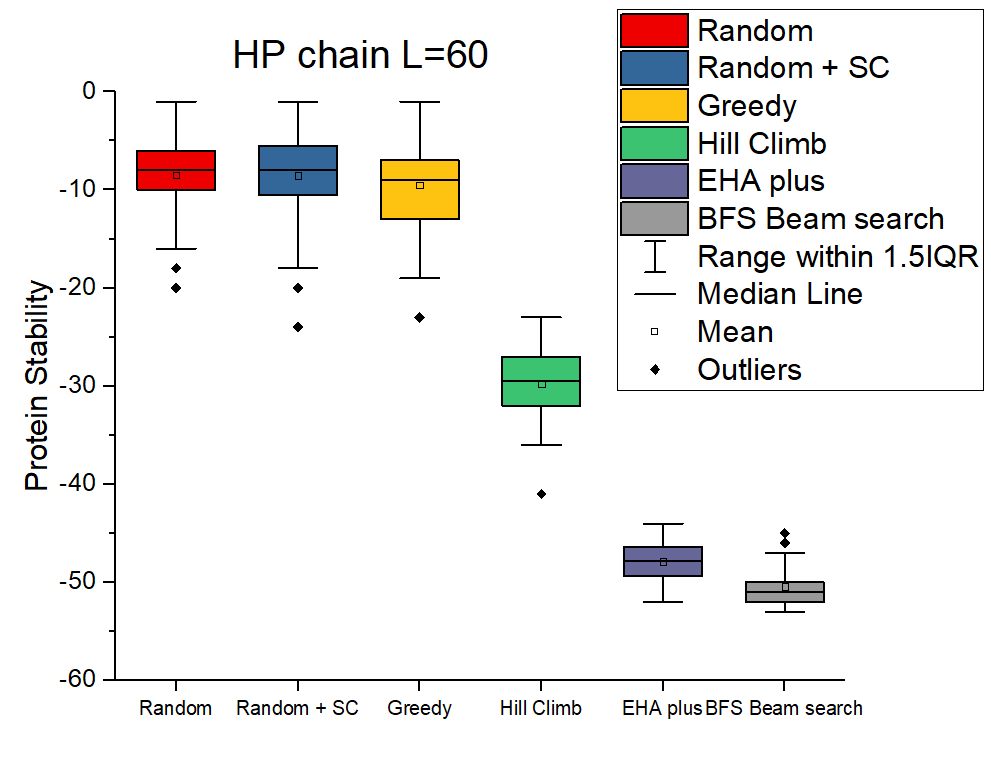 HP chain L=60
Random
Random + SC
Greedy
Hill Climb
EHA plus
BFS Beam search
Range within 1.5IQR
Median Line
Mean
Outliers
Protein Stability
0
-10
-20
-30
-40
-50
-60
Random
Random + SC
Greedy
Hill Climb
EHA plus
BFS Beam search